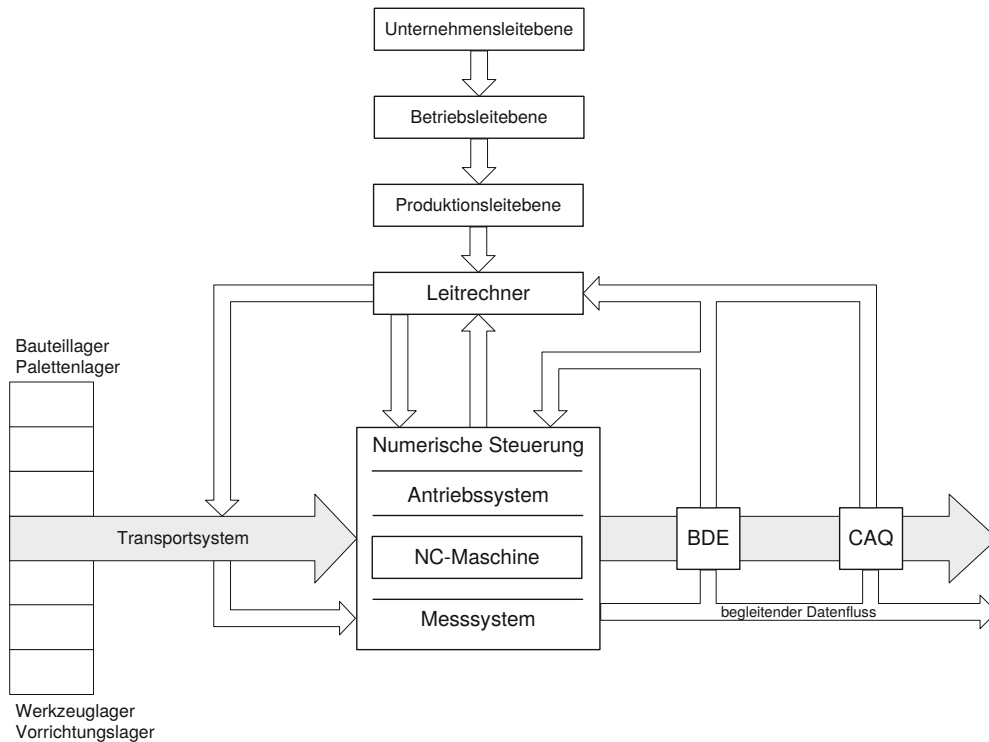 Unternehmensleitebene
Betriebsleitebene
Produktionsleitebene
Leitrechner
Bauteillager
Palettenlager
Numerische Steuerung
Antriebssystem
Transportsystem
NC-Maschine
BDE
CAQ
Messsystem
begleitender Datenfluss
Werkzeuglager
Vorrichtungslager